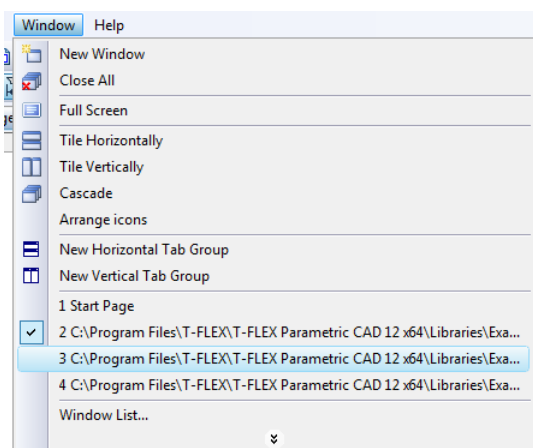 Window Help
New Window
Close All
Full Screen
Tile Horizontally
Tile Vertically
Cascade
Arrange icons
New Horizontal Tab Group
New Vertical Tab Group
1 Start Page
2 C:\Program Files\T-FLEX\T-FLEX Parametric CAD 12 x64\Libraries\Exa...
3 C:\Program Files\T-FLEX\T-FLEX Parametric CAD 12 x64\Libraries\Exa...
4 C:\Program Files\T-FLEX\T-FLEX Parametric CAD 12 x64\Libraries\Exa...
Window List...